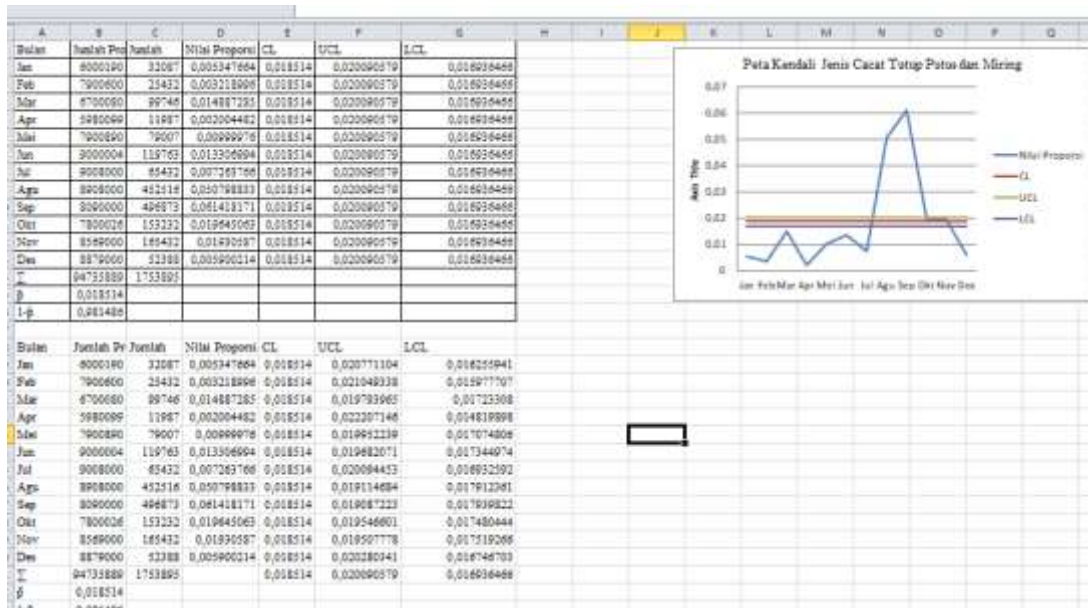 A B C D E F G H I J K L M N O P Q
Bulan Jumlah Pro Jumlah Nilai Proporsi CL UCL LCL
Jan 6000190 32087 0,005347664 0,018514 0,020090579 0,016936466
Feb 7900600 25432 0,003218996 0,018514 0,020090579 0,016936466
Mar 6700080 99746 0,014887285 0,018514 0,020090579 0,016936466
Apr 5980099 11987 0,002004482 0,018514 0,020090579 0,016936466
Mei 7900890 79007 0,00999976 0,018514 0,020090579 0,016936466
Jun 9000004 119763 0,013306994 0,018514 0,020090579 0,016936466
Jul 9008000 65432 0,007263766 0,018514 0,020090579 0,016936466
Agu 8908000 452516 0,050798833 0,018514 0,020090579 0,016936466
Sep 8090000 496873 0,061418171 0,018514 0,020090579 0,016936466
Okt 7800026 153232 0,019645063 0,018514 0,020090579 0,016936466
Nov 8569000 165432 0,01930587 0,018514 0,020090579 0,016936466
Des 8879000 52388 0,005900214 0,018514 0,020090579 0,016936466
∑ 94735889 1753895
p̄ 0,018514
1-p̄ 0,981486
Peta Kendali Jenis Cacat Tutup Putus dan Miring
0.07
0.06
0.05
0.04
0.03
0.02
0.01
0
Axis Title
Jan Feb Mar Apr Mei Jun Jul Agu Sep Okt Nov Des
Nilai Proporsi
CL
UCL
LCL
Bulan Jumlah Pr Jumlah Nilai Proporsi CL UCL LCL
Jan 6000190 32087 0,005347664 0,018514 0,020771104 0,016255941
Feb 7900600 25432 0,003218996 0,018514 0,021049338 0,015977707
Mar 6700080 99746 0,014887285 0,018514 0,019793965 0,01723308
Apr 5980099 11987 0,002004482 0,018514 0,022207146 0,014819898
Mei 7900890 79007 0,00999976 0,018514 0,019952239 0,017074806
Jun 9000004 119763 0,013306994 0,018514 0,019682071 0,017344974
Jul 9008000 65432 0,007263766 0,018514 0,020094453 0,016932592
Agu 8908000 452516 0,050798833 0,018514 0,019114684 0,017912361
Sep 8090000 496873 0,061418171 0,018514 0,019087223 0,017939822
Okt 7800026 153232 0,019645063 0,018514 0,019546601 0,017480444
Nov 8569000 165432 0,01930587 0,018514 0,019507778 0,017519266
Des 8879000 52388 0,005900214 0,018514 0,020280341 0,016746703
∑ 94735889 1753895 0,018514 0,020090579 0,016936466
p̄ 0,018514